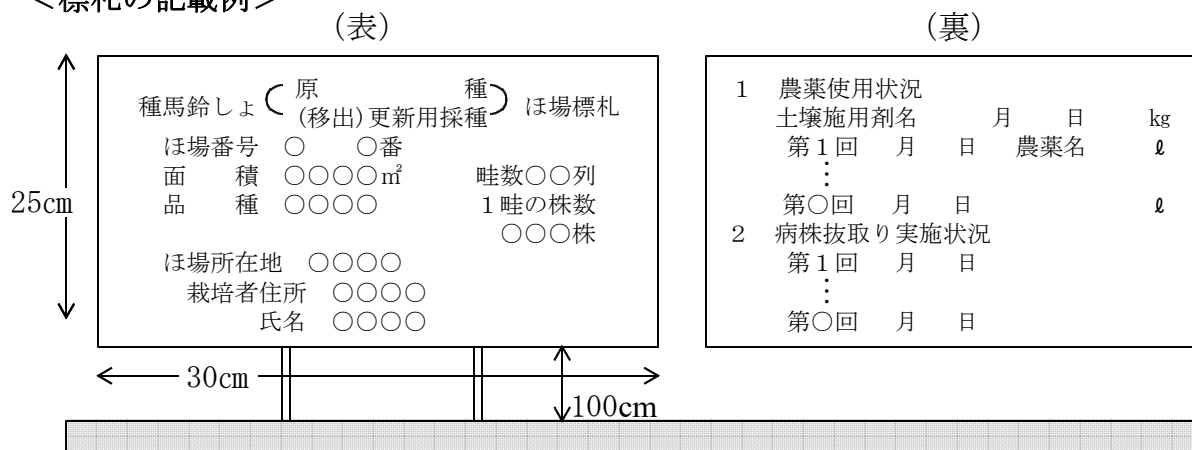 ＜標札の記載例＞
（表）
種馬鈴しょ（原　　　　　　種
(移出)更新用採種）ほ場標札
ほ場番号　○　　○番
面　　積　○○○○㎡　　　畦数○○列
品　　種　○○○○　　　　１畦の株数
○○○株
ほ場所在地　○○○○
栽培者住所　○○○○
氏名　○○○○
25cm
30cm
100cm
（裏）
１　農薬使用状況
土壌施用剤名　　　月　　日　　　kg
第１回　　月　　日　　農薬名　　　ℓ
⋮
第○回　　月　　日　　　　　　　　ℓ
２　病株抜取り実施状況
第１回　　月　　日
⋮
第○回　　月　　日